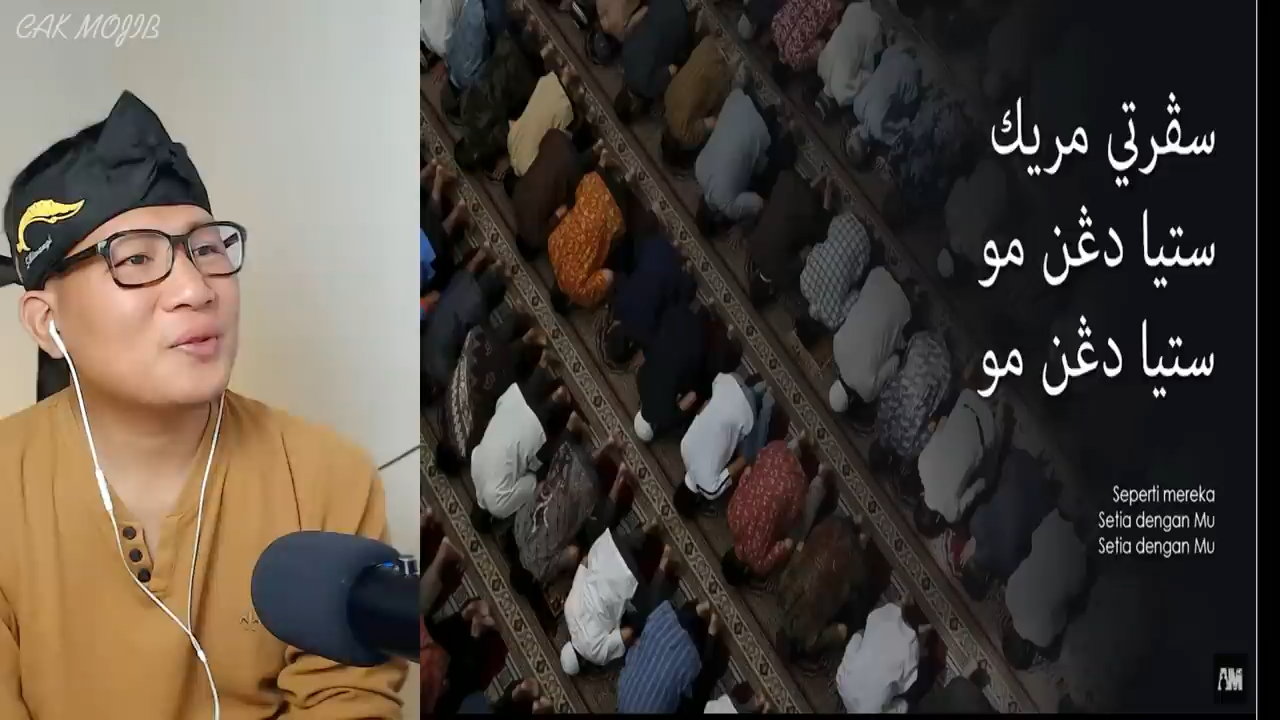 CAK MOJIB
سڤرتي مريك
ستيا دڠن مو
ستيا دڠن مو
Seperti mereka
Setia dengan Mu
Setia dengan Mu
AM